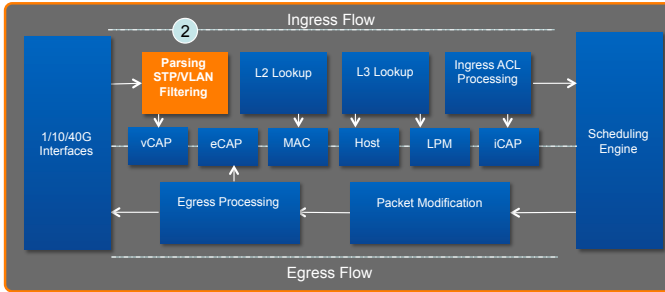 Ingress Flow
2
Parsing
STP/VLAN
Filtering
L2 Lookup
L3 Lookup
Ingress ACL
Processing
1/10/40G
Interfaces
vCAP
eCAP
MAC
Host
LPM
iCAP
Scheduling
Engine
Egress Processing
Packet Modification
Egress Flow